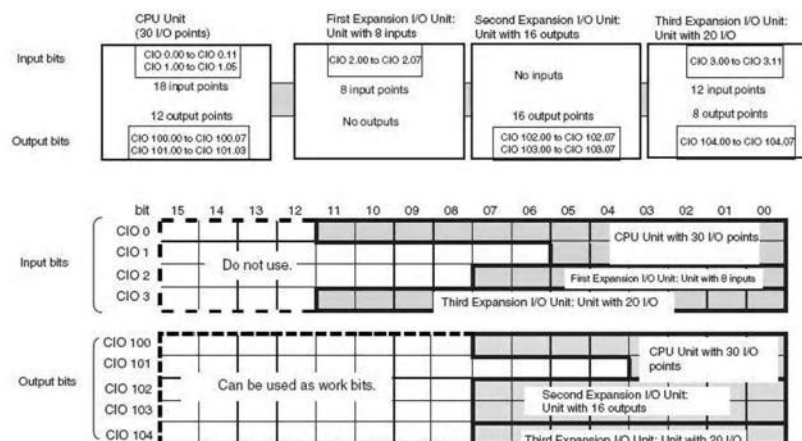 CPU Unit
(30 I/O points)
First Expansion I/O Unit:
Unit with 8 inputs
Second Expansion I/O Unit:
Unit with 16 outputs
Third Expansion I/O Unit:
Unit with 20 I/O
Input bits
CIO 0.00 to CIO 0.11
CIO 1.00 to CIO 1.05
18 input points
12 output points
CIO 2.00 to CIO 2.07
8 input points
No outputs
No inputs
16 output points
CIO 3.00 to CIO 3.11
12 input points
8 output points
Output bits
CIO 100.00 to CIO 100.07
CIO 101.00 to CIO 101.03
CIO 102.00 to CIO 102.07
CIO 103.00 to CIO 103.07
CIO 104.00 to CIO 104.07
bit 15 14 13 12 11 10 09 08 07 06 05 04 03 02 01 00
Input bits
CIO 0
CIO 1
CIO 2
CIO 3
Do not use.
CPU Unit with 30 I/O points
First Expansion I/O Unit: Unit with 8 inputs
Third Expansion I/O Unit: Unit with 20 I/O
Output bits
CIO 100
CIO 101
CIO 102
CIO 103
CIO 104
Can be used as work bits.
CPU Unit with 30 I/O
points
Second Expansion I/O Unit:
Unit with 16 outputs
Third Expansion I/O Unit: Unit with 20 I/O